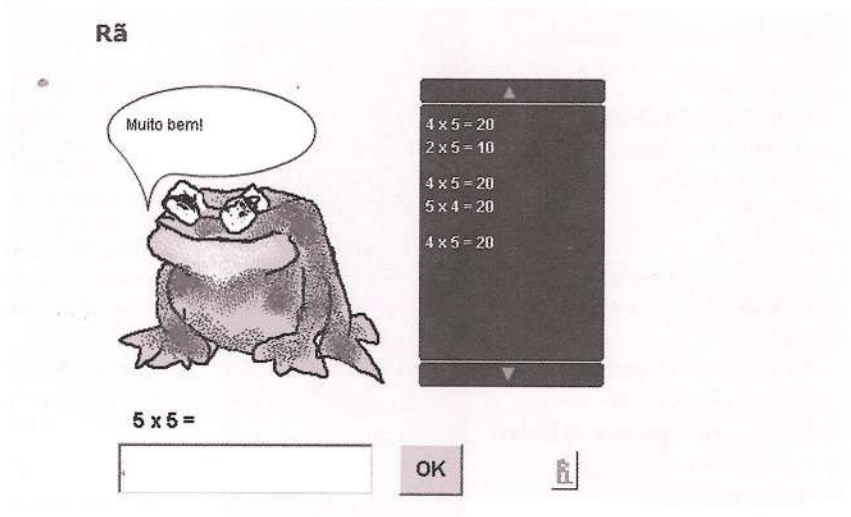 Rã
Muito bem!
4 x 5 = 20
2 x 5 = 10
4 x 5 = 20
5 x 4 = 20
4 x 5 = 20
5 x 5 =
OK